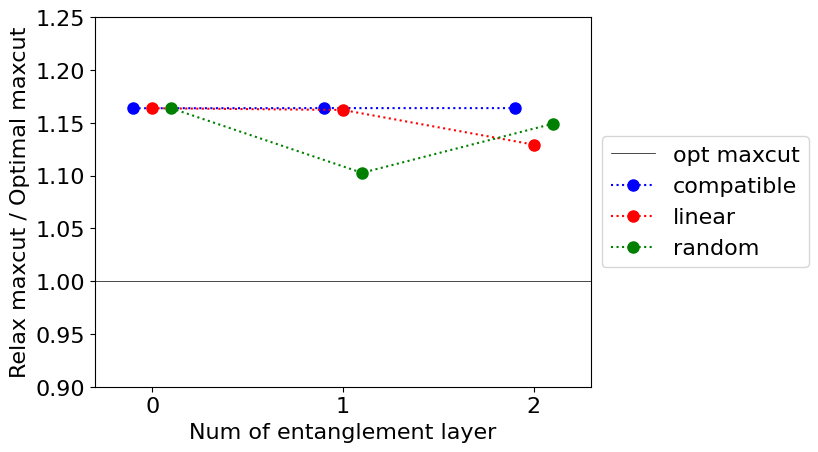 Relax maxcut / Optimal maxcut
1.25
1.20
1.15
1.10
1.05
1.00
0.95
0.90
0
1
2
Num of entanglement layer
opt maxcut
compatible
linear
random